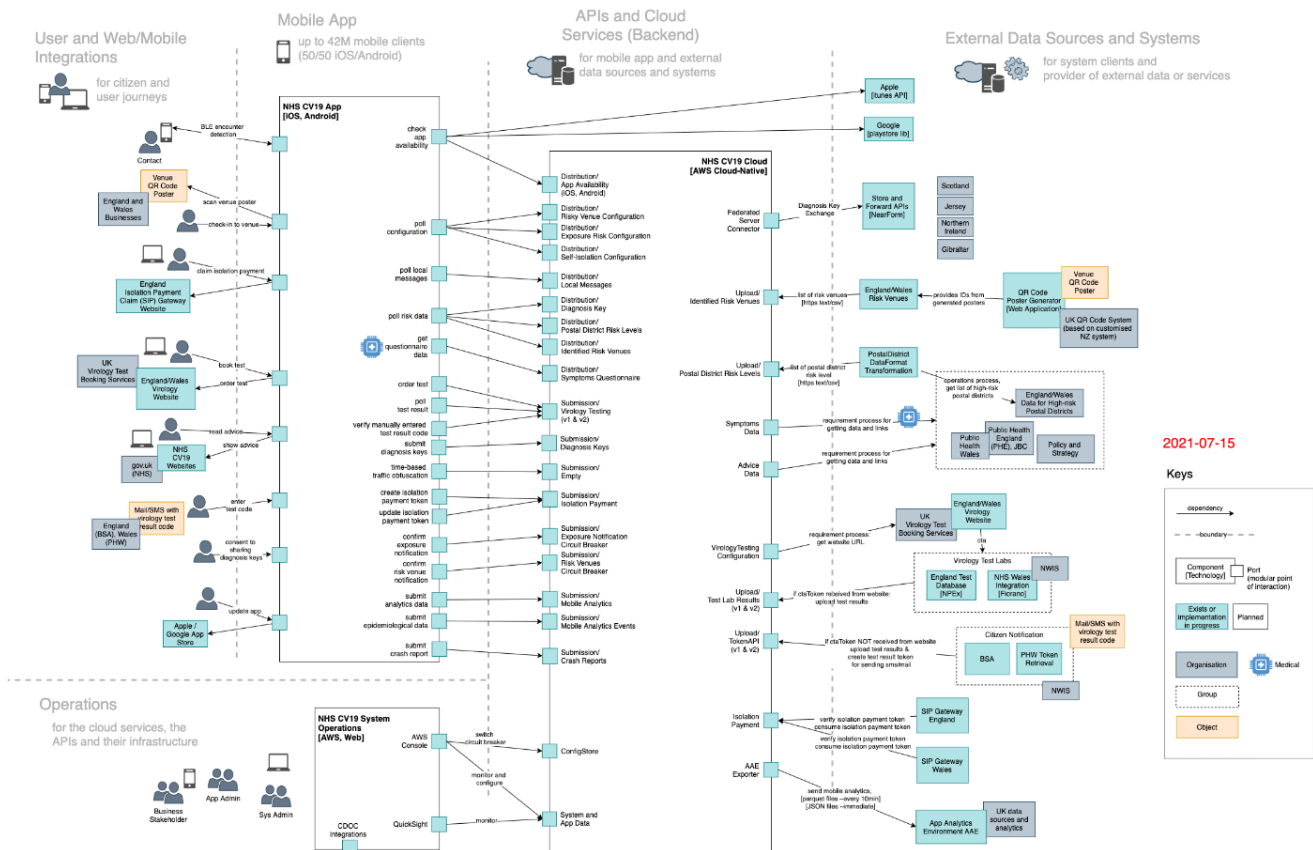 User and Web/Mobile
Integrations
for citizen and
user journeys
Mobile App
up to 42M mobile clients
(50/50 iOS/Android)
APIs and Cloud
Services (Backend)
for mobile app and external
data sources and systems
External Data Sources and Systems
for system clients and
provider of external data or services
Contact
BLE encounter
detection
Venue
QR Code
Poster
England and
Wales
Businesses
scan venue poster
check-in to venue
claim isolation payment
England
Isolation Payment
Claim (SIP) Gateway
Website
book test
UK
Virology Test
Booking Services
England/Wales
Virology
Website
order test
read advice
show advice
gov.uk
(NHS)
NHS
CV19
Websites
Mail/SMS with
virology test
result code
England
(BSA), Wales
(PHW)
enter
test code
consent to
sharing
diagnosis keys
update app
Apple /
Google App
Store
NHS CV19 App
[iOS, Android]
check
app
availability
poll
configuration
poll local
messages
poll risk data
get
questionnaire
data
order test
poll
test result
verify manually entered
test result code
submit
diagnosis keys
time-based
traffic obfuscation
create isolation
payment token
update isolation
payment token
confirm
exposure
notification
confirm
risk venue
notification
submit
analytics data
submit
epidemiological data
submit
crash report
NHS CV19 Cloud
[AWS Cloud-Native]
Distribution/
App Availability
(iOS, Android)
Distribution/
Risky Venue Configuration
Distribution/
Exposure Risk Configuration
Distribution/
Self-Isolation Configuration
Distribution/
Local Messages
Distribution/
Diagnosis Key
Distribution/
Postal District Risk Levels
Distribution/
Identified Risk Venues
Distribution/
Symptoms Questionnaire
Submission/
Virology Testing
(v1 & v2)
Submission/
Diagnosis Keys
Submission/
Empty
Submission/
Isolation Payment
Submission/
Exposure Notification
Circuit Breaker
Submission/
Risk Venues
Circuit Breaker
Submission/
Mobile Analytics
Submission/
Mobile Analytics Events
Submission/
Crash Reports
ConfigStore
System and
App Data
Federated
Server
Connector
Upload/
Identified Risk Venues
Upload/
Postal District Risk Levels
Symptoms
Data
Advice
Data
VirologyTesting
Configuration
Upload/
Test Lab Results
(v1 & v2)
Upload/
TokenAPI
(v1 & v2)
Isolation
Payment
AAE
Exporter
Apple
[itunes API]
Google
[playstore lib]
Diagnosis Key
Exchange
Store and
Forward APIs
[NearForm]
Scotland
Jersey
Northern
Ireland
Gibraltar
list of risk venues
[https text/csv]
England/Wales
Risk Venues
provides IDs from
generated posters
QR Code
Poster Generator
[Web Application]
Venue
QR Code
Poster
UK QR Code System
(based on customised
NZ system)
list of postal district
risk level
[https text/csv]
PostalDistrict
DataFormat
Transformation
operations process,
get list of high-risk
postal districts
England/Wales
Data for High-risk
Postal Districts
Public
Health
Wales
Public Health
England
(PHE), JBC
Policy and
Strategy
requirement process for
getting data and links
requirement process for
getting data and links
requirement process:
get website URL
UK
Virology Test
Booking Services
England/Wales
Virology
Website
cta
Virology Test Labs
England Test
Database
[NPEx]
NHS Wales
Integration
[Fiorano]
NWIS
if ctaToken received from website:
upload test results
if ctaToken NOT received from website
upload test results &
create test result token
for sending sms/mail
Citizen Notification
BSA
PHW Token
Retrieval
Mail/SMS with
virology test
result code
NWIS
verify isolation payment token
consume isolation payment token
verify isolation payment token
consume isolation payment token
SIP Gateway
England
SIP Gateway
Wales
send mobile analytics,
[parquet files --every 10min]
[JSON files --immediate]
App Analytics
Environment AAE
UK data
sources and
analytics
Operations
for the cloud services, the
APIs and their infrastructure
Business
Stakeholder
App Admin
Sys Admin
NHS CV19 System
Operations
[AWS, Web]
AWS
Console
QuickSight
CDOC
Integrations
switch
circuit breaker
monitor and
configure
monitor
2021-07-15
Keys
dependency
boundary
Component
[Technology]
Port
(modular point
of interaction)
Exists or
implementation
in progress
Planned
Organisation
Medical
Group
Object